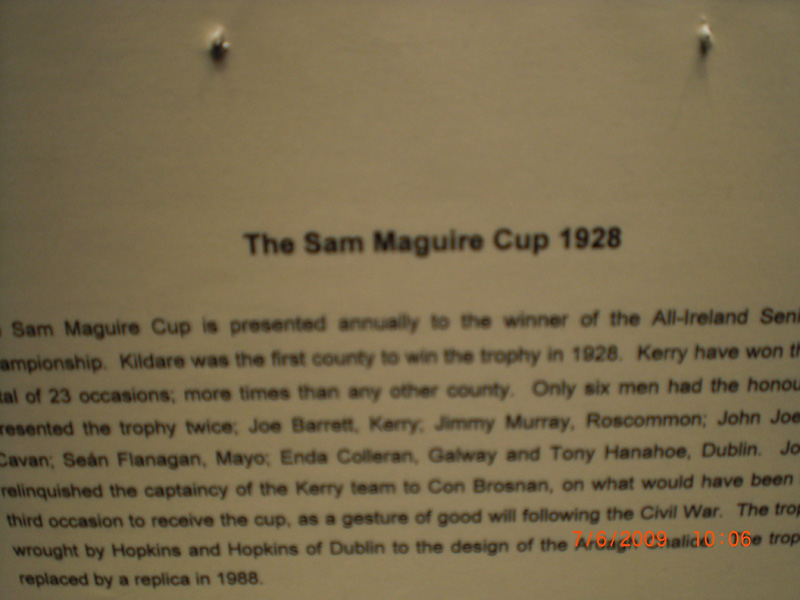 The Sam Maguire Cup 1928
Sam Maguire Cup is presented annually to the winner of the All-Ireland Seni
ampionship. Kildare was the first county to win the trophy in 1928. Kerry have won th
tal of 23 occasions; more times than any other county. Only six men had the honou
resented the trophy twice; Joe Barrett, Kerry; Jimmy Murray, Roscommon; John Joe
Cavan; Seán Flanagan, Mayo; Enda Colleran, Galway and Tony Hanahoe, Dublin. Jo
relinquished the captaincy of the Kerry team to Con Brosnan, on what would have been
third occasion to receive the cup, as a gesture of good will following the Civil War. The trop
wrought by Hopkins and Hopkins of Dublin to the design of the Ardagh Chalice. The trop
replaced by a replica in 1988.
7/6/2009 10:06